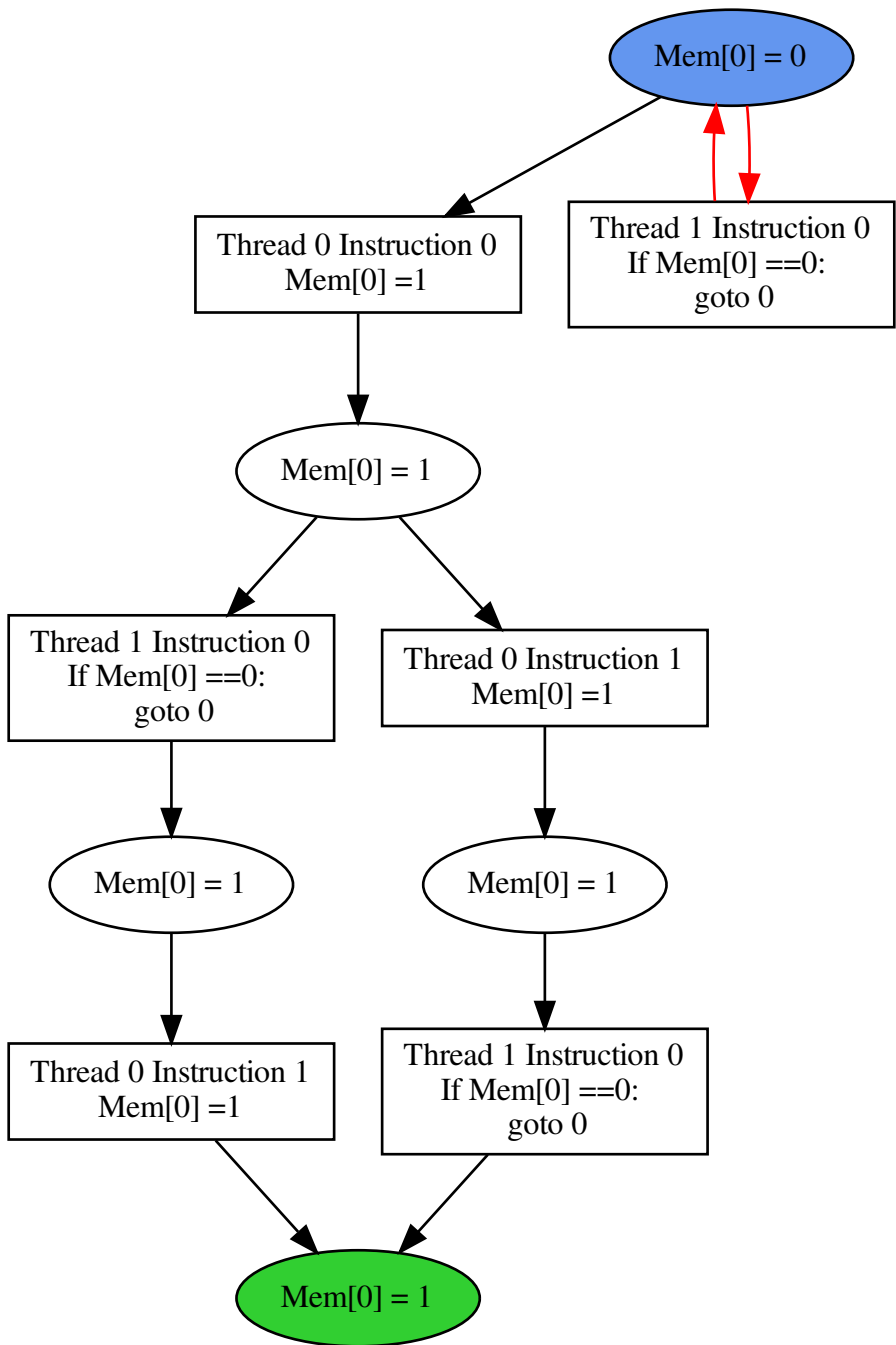 Mem[0] = 0
Thread 0 Instruction 0
Mem[0] =1
Thread 1 Instruction 0
If Mem[0] ==0:
goto 0
Mem[0] = 1
Thread 1 Instruction 0
If Mem[0] ==0:
goto 0
Thread 0 Instruction 1
Mem[0] =1
Mem[0] = 1
Mem[0] = 1
Thread 0 Instruction 1
Mem[0] =1
Thread 1 Instruction 0
If Mem[0] ==0:
goto 0
Mem[0] = 1